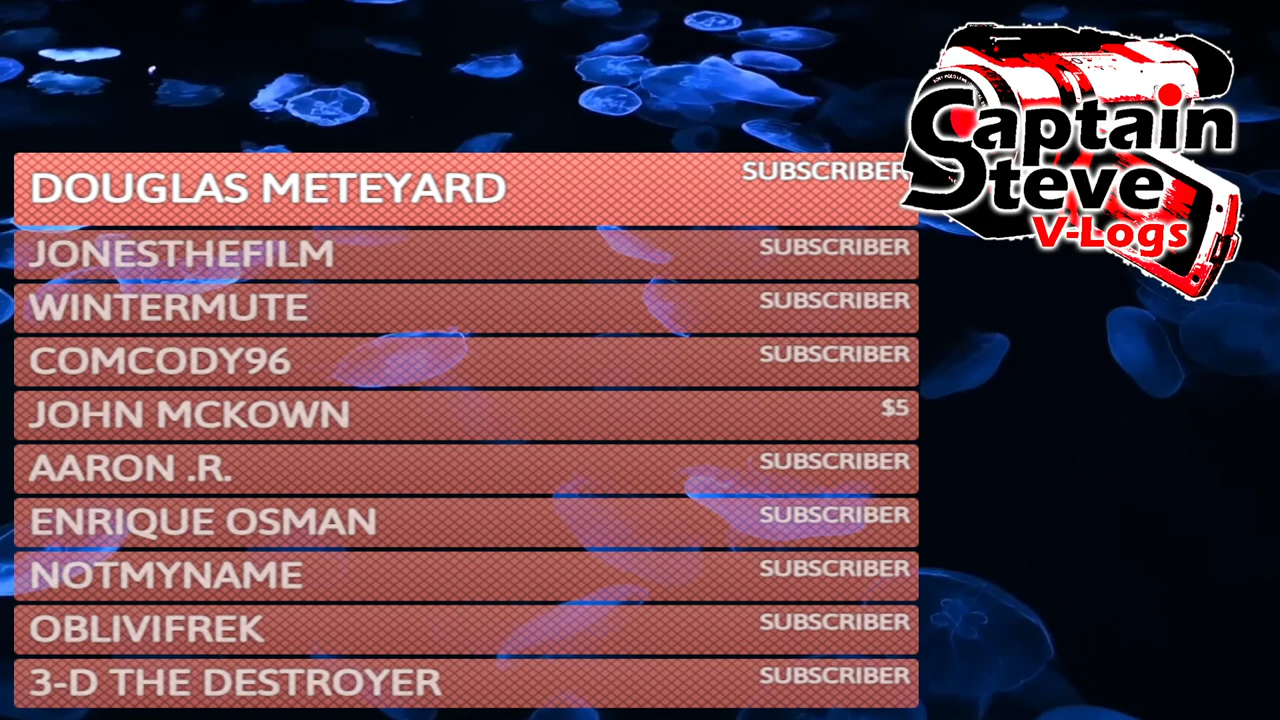 DOUGLAS METEYARD SUBSCRIBER
JONESTHEFILM SUBSCRIBER
WINTERMUTE SUBSCRIBER
COMCODY96 SUBSCRIBER
JOHN MCKOWN $5
AARON .R. SUBSCRIBER
ENRIQUE OSMAN SUBSCRIBER
NOTMYNAME SUBSCRIBER
OBLIVIFREK SUBSCRIBER
3-D THE DESTROYER SUBSCRIBER
Captain
Steve
V-Logs